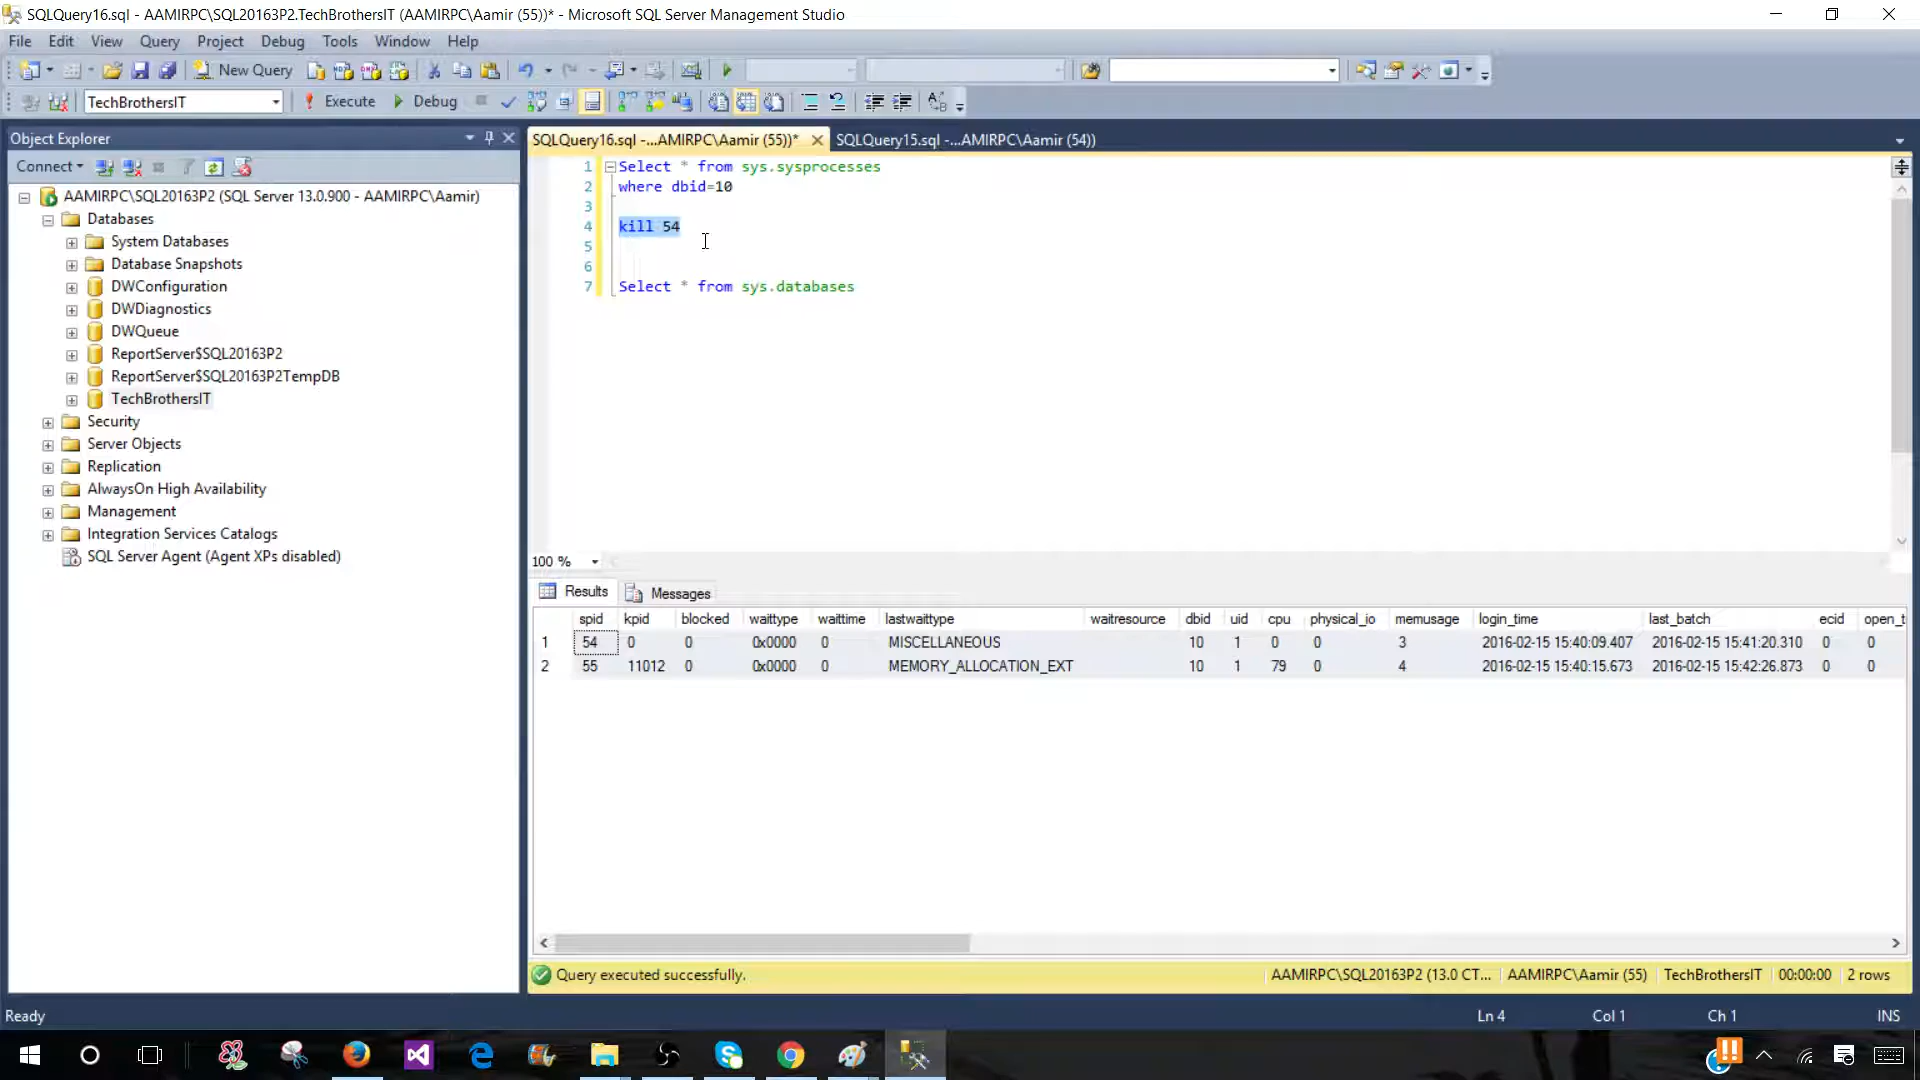 SQLQuery16.sql - AAMIRPC\SQL20163P2.TechBrothersIT (AAMIRPC\Aamir (55))* - Microsoft SQL Server Management Studio
File Edit View Query Project Debug Tools Window Help
New Query
TechBrothersIT Execute Debug
Object Explorer
Connect
AAMIRPC\SQL20163P2 (SQL Server 13.0.900 - AAMIRPC\Aamir)
Databases
System Databases
Database Snapshots
DWConfiguration
DWDiagnostics
DWQueue
ReportServer$SQL20163P2
ReportServer$SQL20163P2TempDB
TechBrothersIT
Security
Server Objects
Replication
AlwaysOn High Availability
Management
Integration Services Catalogs
SQL Server Agent (Agent XPs disabled)
SQLQuery16.sql -...AMIRPC\Aamir (55))* SQLQuery15.sql -...AMIRPC\Aamir (54))
1 Select * from sys.sysprocesses
2 where dbid=10
3
4 kill 54
5
6
7 Select * from sys.databases
100 %
Results Messages
spid kpid blocked waittype waittime lastwaittype waitresource dbid uid cpu physical_io memusage login_time last_batch ecid open_t
1 54 0 0 0x0000 0 MISCELLANEOUS 10 1 0 0 3 2016-02-15 15:40:09.407 2016-02-15 15:41:20.310 0 0
2 55 11012 0 0x0000 0 MEMORY_ALLOCATION_EXT 10 1 79 0 4 2016-02-15 15:40:15.673 2016-02-15 15:42:26.873 0 0
Query executed successfully. AAMIRPC\SQL20163P2 (13.0 CT... AAMIRPC\Aamir (55) TechBrothersIT 00:00:00 2 rows
Ready Ln 4 Col 1 Ch 1 INS